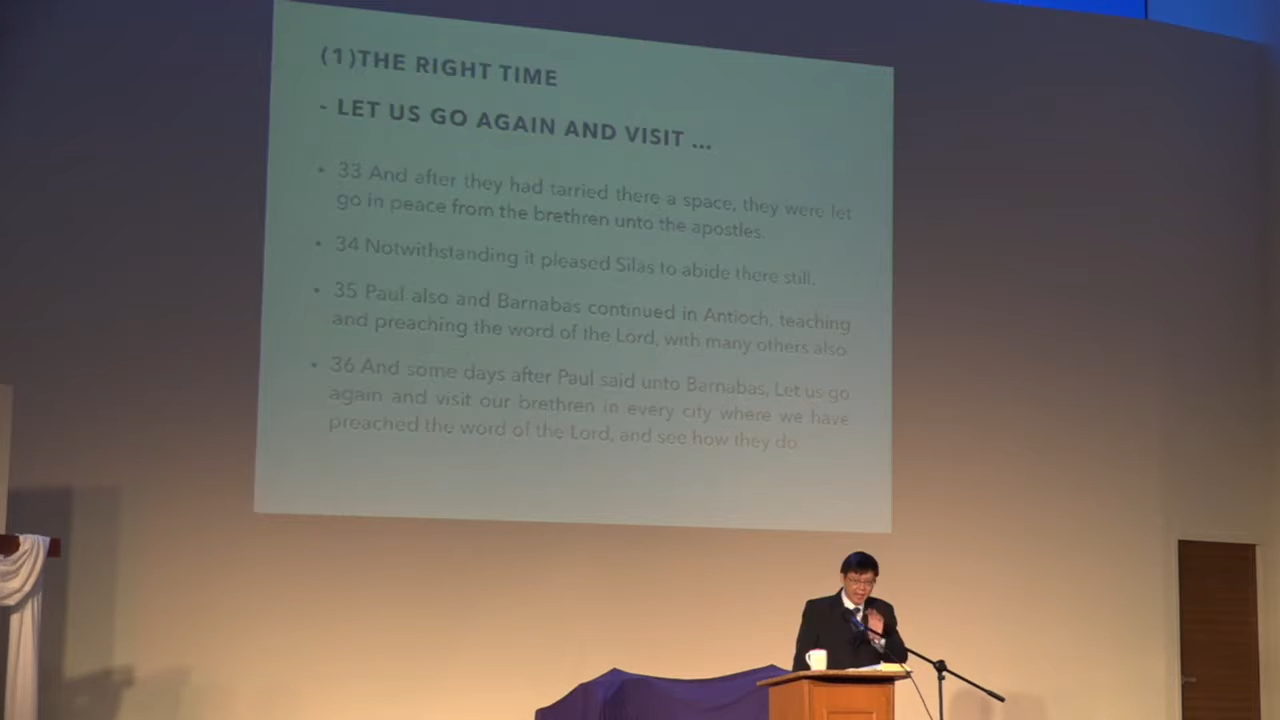 (1)THE RIGHT TIME
- LET US GO AGAIN AND VISIT ...
• 33 And after they had tarried there a space, they were let
go in peace from the brethren unto the apostles.
• 34 Notwithstanding it pleased Silas to abide there still.
• 35 Paul also and Barnabas continued in Antioch, teaching
and preaching the word of the Lord, with many others also.
• 36 And some days after Paul said unto Barnabas, Let us go
again and visit our brethren in every city where we have
preached the word of the Lord, and see how they do